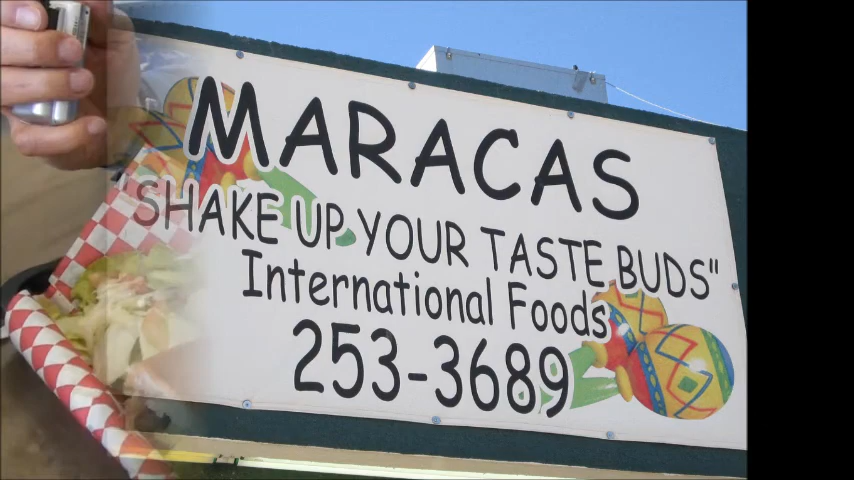 MARACAS
"SHAKE UP YOUR TASTE BUDS"
International Foods
253-3689